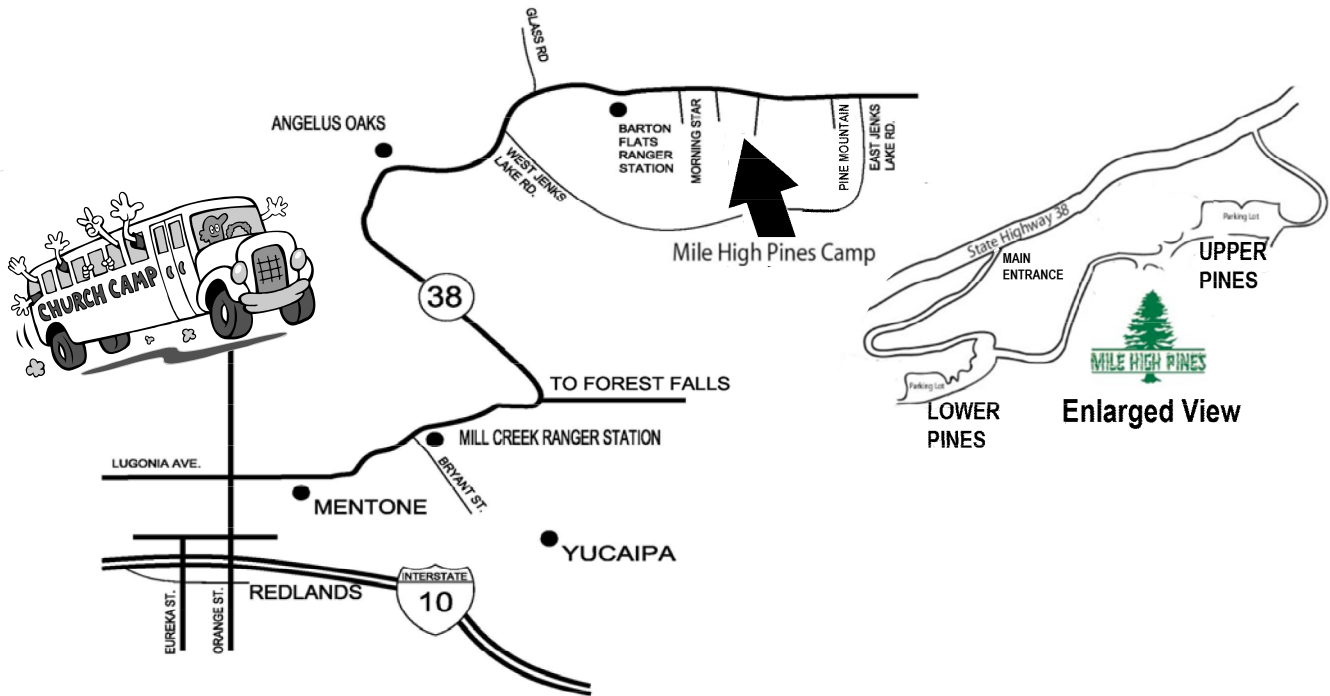 GLASS RD
ANGELUS OAKS
BARTON
FLATS
RANGER
STATION
MORNING STAR
PINE MOUNTAIN
EAST JENKS
LAKE RD.
WEST JENKS
LAKE RD.
Mile High Pines Camp
CHURCH CAMP
38
TO FOREST FALLS
MILL CREEK RANGER STATION
LUGONIA AVE.
BRYANT ST.
MENTONE
YUCAIPA
REDLANDS
INTERSTATE
10
EUREKA ST.
ORANGE ST.
State Highway 38
MAIN
ENTRANCE
Parking Lot
UPPER
PINES
MILE HIGH PINES
Parking Lot
LOWER
PINES
Enlarged View